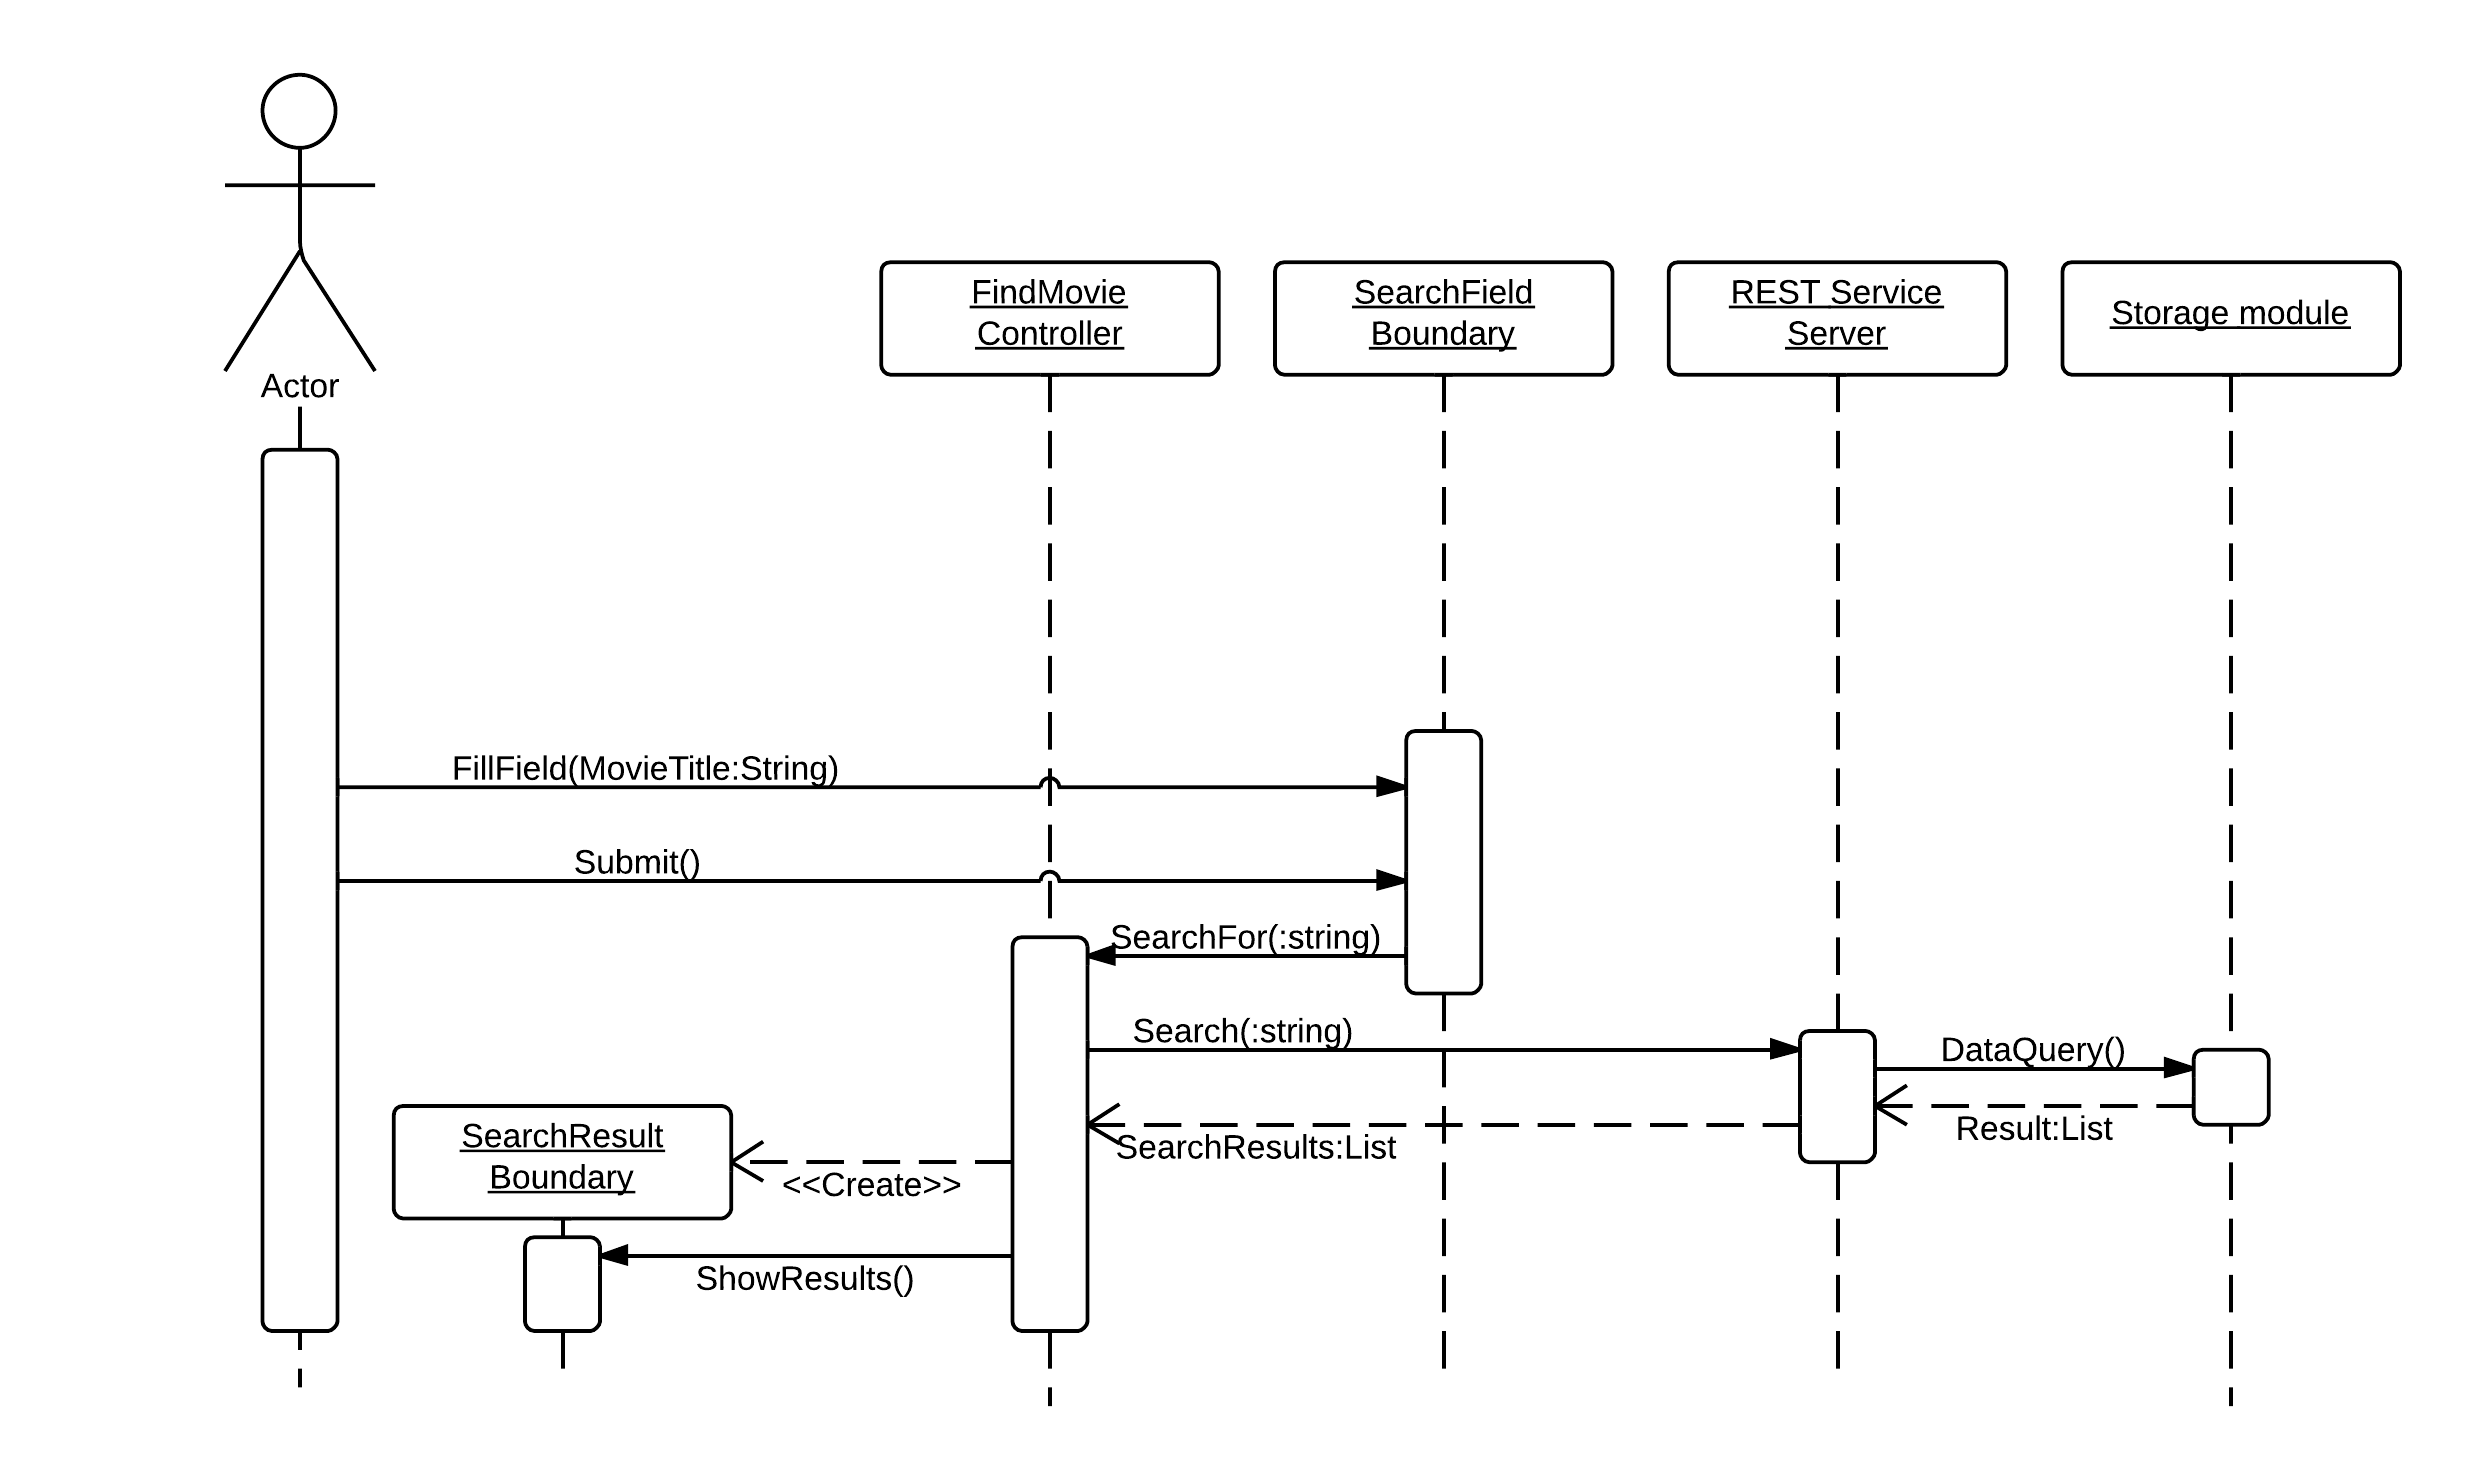 FindMovie
Controller
SearchField
Boundary
REST Service
Server
Storage module
Actor
FillField(MovieTitle:String)
Submit()
SearchFor(:string)
Search(:string)
DataQuery()
Result:List
SearchResults:List
SearchResult
Boundary
<<Create>>
ShowResults()